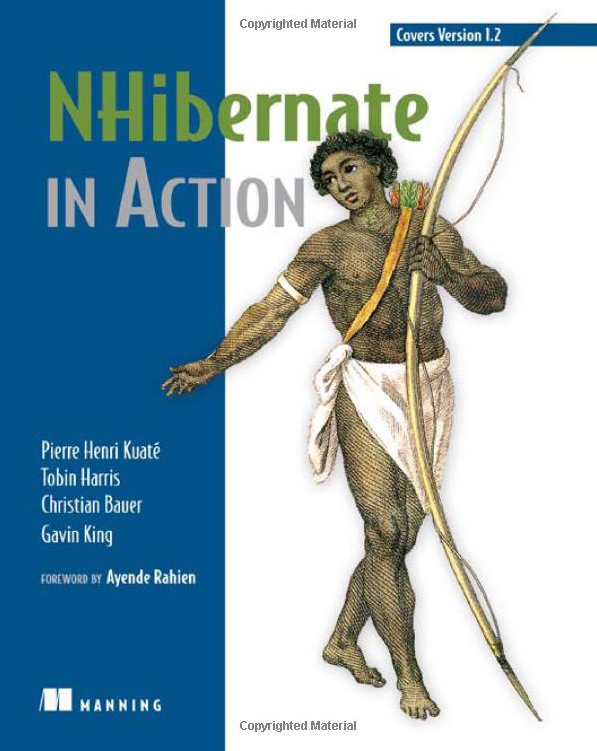 Copyrighted Material
Covers Version 1.2
NHibernate
IN ACTION
Pierre Henri Kuaté
Tobin Harris
Christian Bauer
Gavin King
FOREWORD BY Ayende Rahien
MANNING
Copyrighted Material